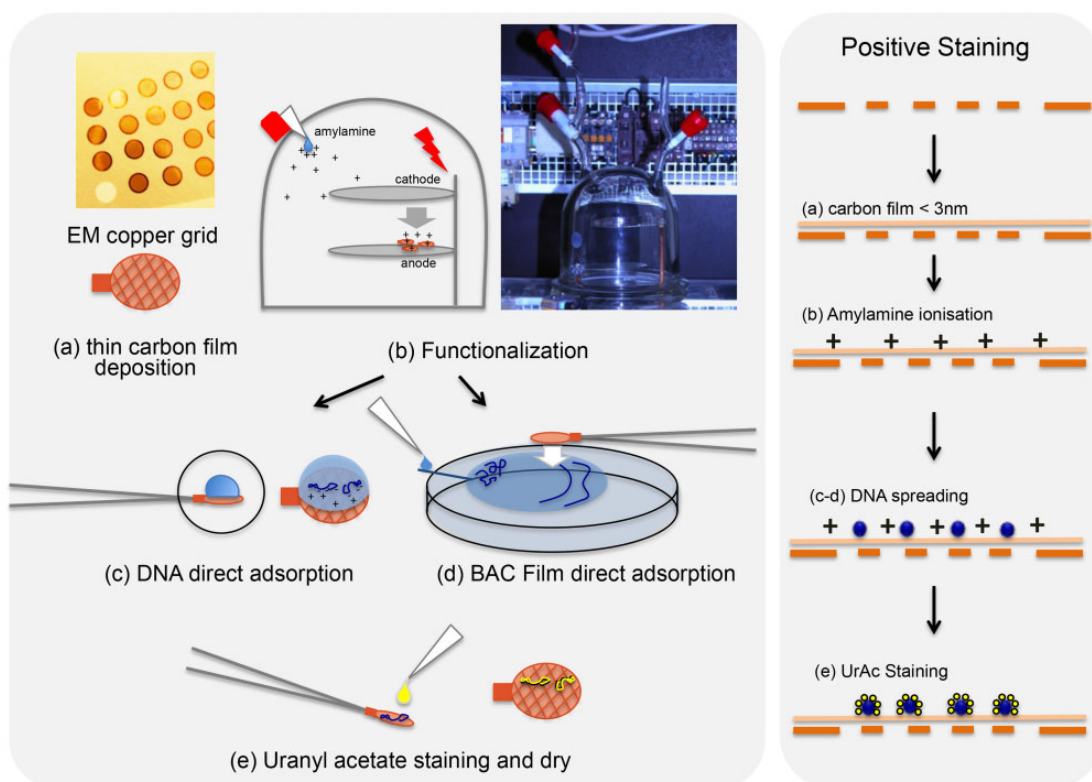 amylamine
cathode
anode
EM copper grid
(a) thin carbon film
deposition
(b) Functionalization
(c) DNA direct adsorption
(d) BAC Film direct adsorption
(e) Uranyl acetate staining and dry
Positive Staining
(a) carbon film < 3nm
(b) Amylamine ionisation
(c-d) DNA spreading
(e) UrAc Staining